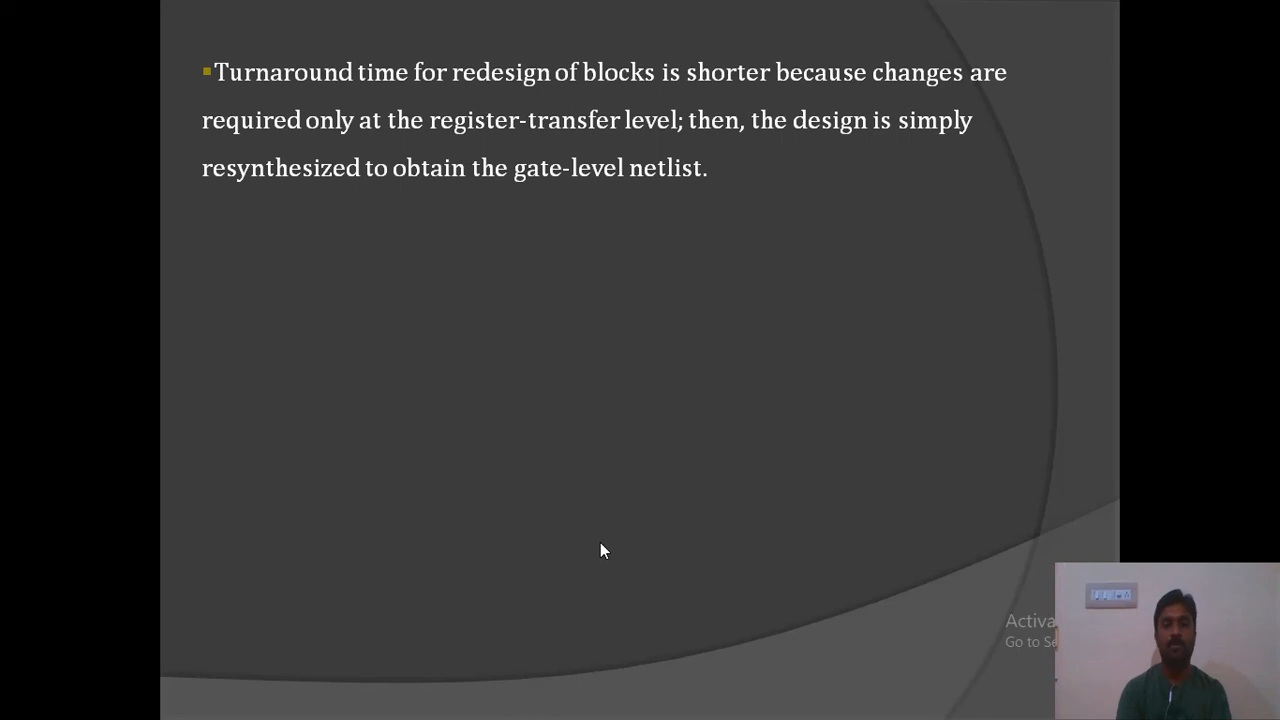 Turnaround time for redesign of blocks is shorter because changes are
required only at the register-transfer level; then, the design is simply
resynthesized to obtain the gate-level netlist.
Activa
Go to Se